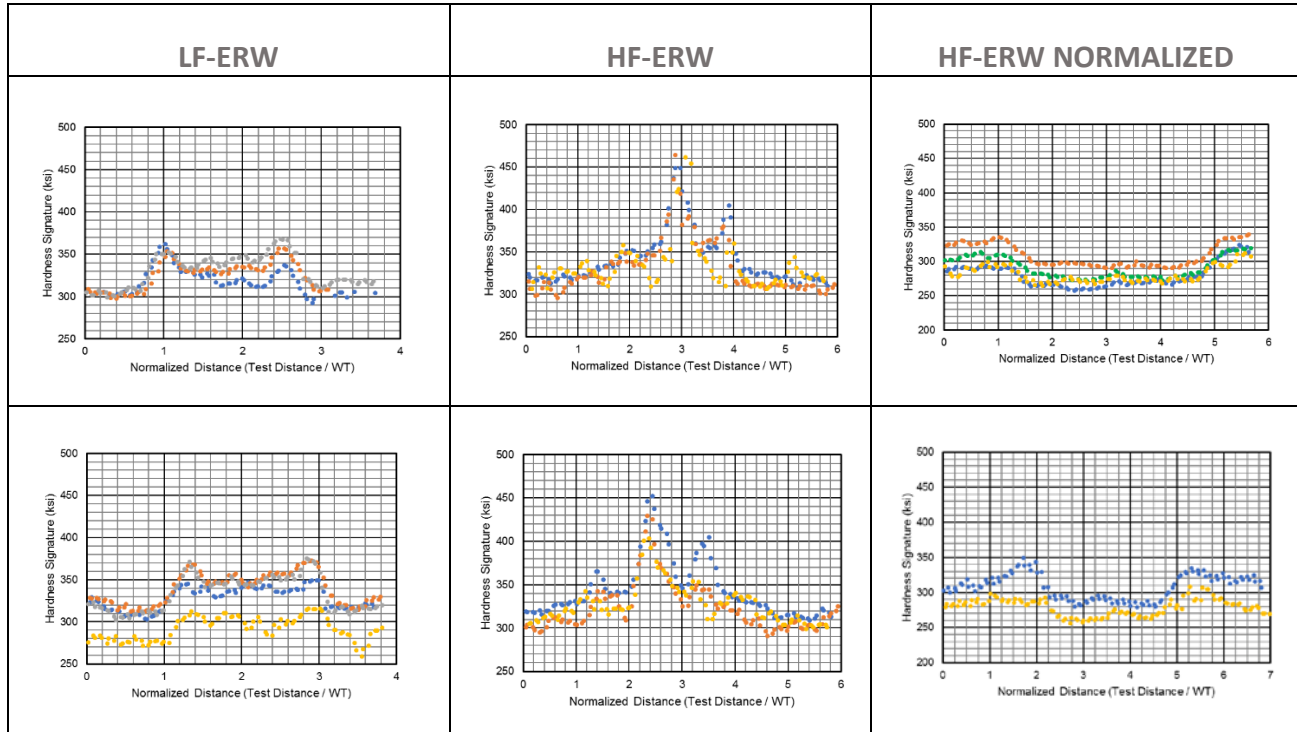 LF-ERW
HF-ERW
HF-ERW NORMALIZED
500
450
400
350
300
250
Hardness Signature (ksi)
0 1 2 3 4
Normalized Distance (Test Distance / WT)
500
450
400
350
300
250
Hardness Signature (ksi)
0 1 2 3 4 5 6
Normalized Distance (Test Distance / WT)
500
450
400
350
300
250
200
Hardness Signature (ksi)
0 1 2 3 4 5 6
Normalized Distance (Test Distance / WT)
500
450
400
350
300
250
Hardness Signature (ksi)
0 1 2 3 4
Normalized Distance (Test Distance / WT)
500
450
400
350
300
250
Hardness Signature (ksi)
0 1 2 3 4 5 6
Normalized Distance (Test Distance / WT)
500
450
400
350
300
250
200
Hardness Signature (ksi)
0 1 2 3 4 5 6 7
Normalized Distance (Test Distance / WT)